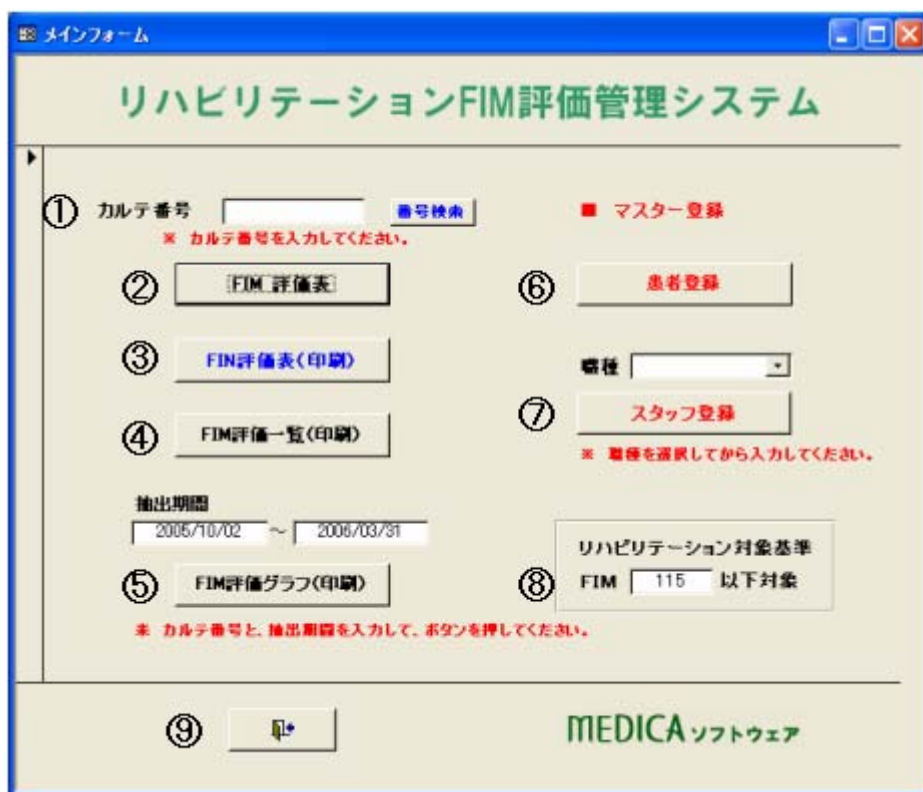 メインフォーム
リハビリテーションFIM評価管理システム
① カルテ番号 番号検索
※ カルテ番号を入力してください。
② FIM 評価表
③ FIN評価表(印刷)
④ FIM評価一覧(印刷)
抽出期間
2005/10/02 ～ 2006/03/31
⑤ FIM評価グラフ(印刷)
※ カルテ番号と、抽出期間を入力して、ボタンを押してください。
■ マスター登録
⑥ 患者登録
職種
⑦ スタッフ登録
※ 職種を選択してから入力してください。
リハビリテーション対象基準
⑧ FIM 115 以下対象
⑨
MEDICAソフトウェア